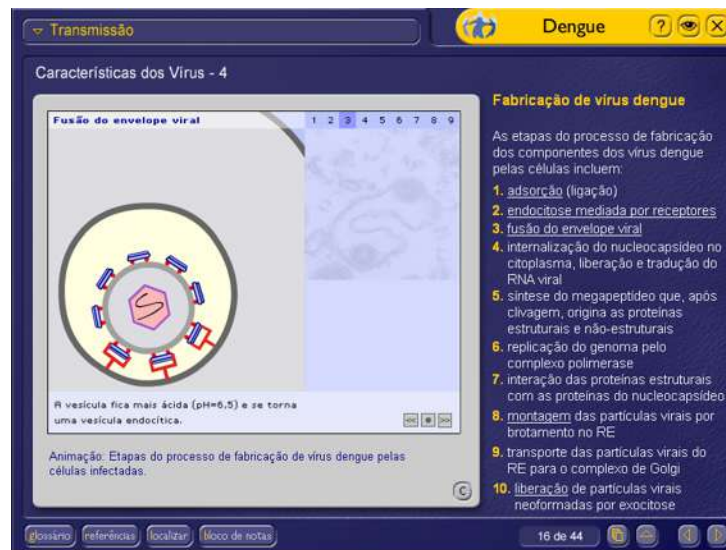 Transmissão
Dengue
?
X
Características dos Vírus - 4
Fusão do envelope viral
1 2 3 4 5 6 7 8 9
A vesícula fica mais ácida (pH=6,5) e se torna
uma vesícula endocítica.
<< >>
Animação: Etapas do processo de fabricação de vírus dengue pelas
células infectadas.
C
Fabricação de vírus dengue
As etapas do processo de fabricação
dos componentes dos vírus dengue
pelas células incluem:
1. adsorção (ligação)
2. endocitose mediada por receptores
3. fusão do envelope viral
4. internalização do nucleocapsídeo no
citoplasma, liberação e tradução do
RNA viral
5. síntese do megapeptídeo que, após
clivagem, origina as proteínas
estruturais e não-estruturais
6. replicação do genoma pelo
complexo polimerase
7. interação das proteínas estruturais
com as proteínas do nucleocapsídeo
8. montagem das partículas virais por
brotamento no RE
9. transporte das partículas virais do
RE para o complexo de Golgi
10. liberação de partículas virais
neoformadas por exocitose
glossário referências localizar bloco de notas
16 de 44